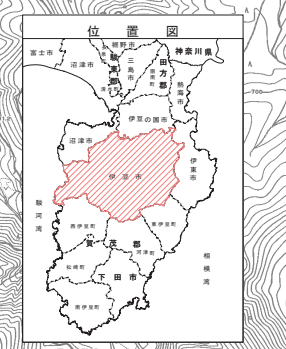 位置図
神奈川県
富士市
裾野市
沼津市
駿東郡
三島市
田方郡
函南町
清水町
熱海市
伊豆の国市
沼津市
伊豆市
伊東市
駿河湾
西伊豆町
東伊豆町
賀茂郡
河津町
相模湾
松崎町
下田市
南伊豆町
A
A
700